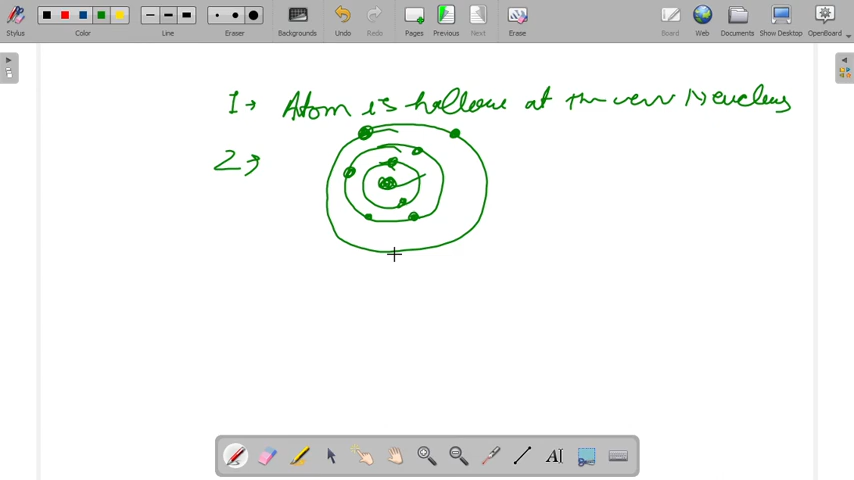 Stylus
Color
Line
Eraser
Backgrounds
Undo
Redo
Pages
Previous
Next
Erase
Board
Web
Documents
Show Desktop
OpenBoard
1→ Atom is hollow at the Nucleus
2→